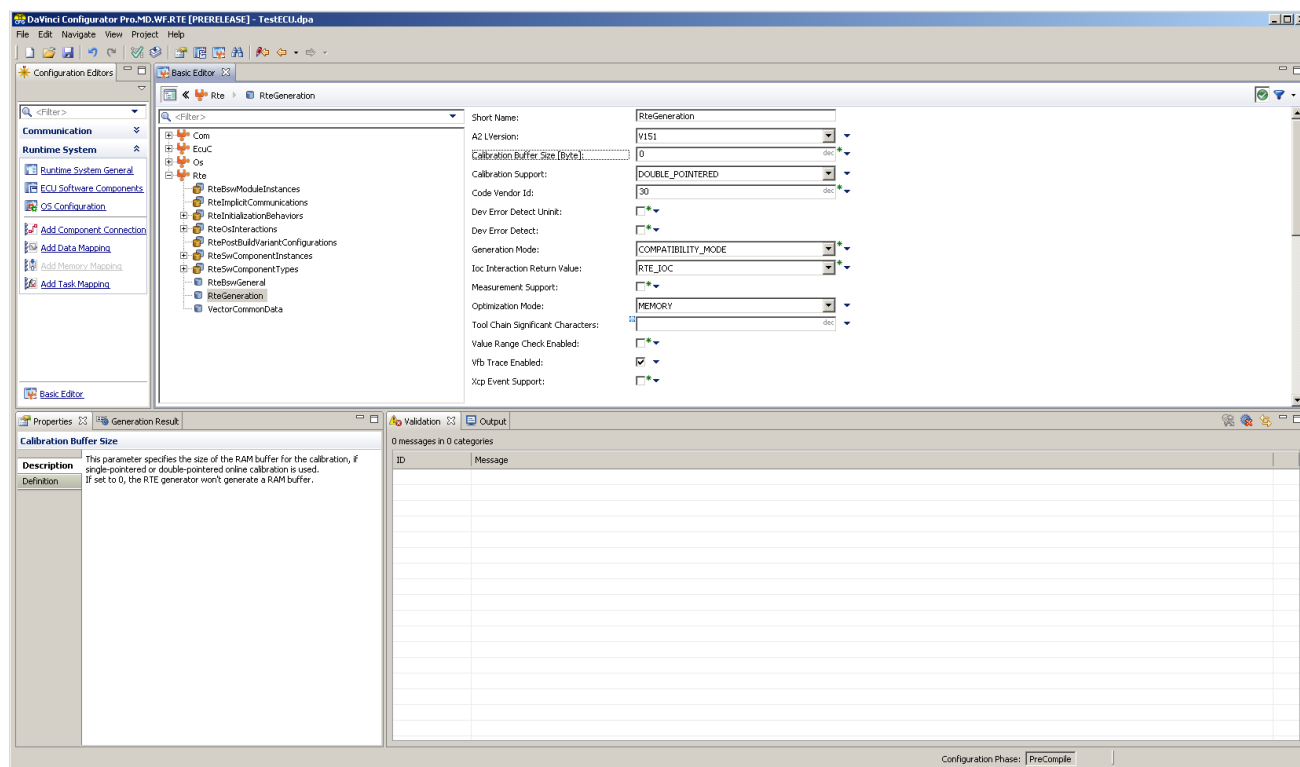 DaVinci Configurator Pro.MD.WF.RTE [PRERELEASE] - TestECU.dpa
File Edit Navigate View Project Help
Configuration Editors
<Filter>
Communication
Runtime System
Runtime System General
ECU Software Components
OS Configuration
Add Component Connection
Add Data Mapping
Add Memory Mapping
Add Task Mapping
Basic Editor
Basic Editor
Rte RteGeneration
<Filter>
Com
EcuC
Os
Rte
RteBswModuleInstances
RteImplicitCommunications
RteInitializationBehaviors
RteOsInteractions
RtePostBuildVariantConfigurations
RteSwComponentInstances
RteSwComponentTypes
RteBswGeneral
RteGeneration
VectorCommonData
Short Name: RteGeneration
A2 LVersion: V151
Calibration Buffer Size [Byte]: 0 dec
Calibration Support: DOUBLE_POINTERED
Code Vendor Id: 30 dec
Dev Error Detect Uninit:
Dev Error Detect:
Generation Mode: COMPATIBILITY_MODE
Ioc Interaction Return Value: RTE_IOC
Measurement Support:
Optimization Mode: MEMORY
Tool Chain Significant Characters: dec
Value Range Check Enabled:
Vfb Trace Enabled:
Xcp Event Support:
Properties Generation Result
Calibration Buffer Size
Description
Definition
This parameter specifies the size of the RAM buffer for the calibration, if
single-pointered or double-pointered online calibration is used.
If set to 0, the RTE generator won't generate a RAM buffer.
Validation Output
0 messages in 0 categories
ID Message
Configuration Phase: PreCompile